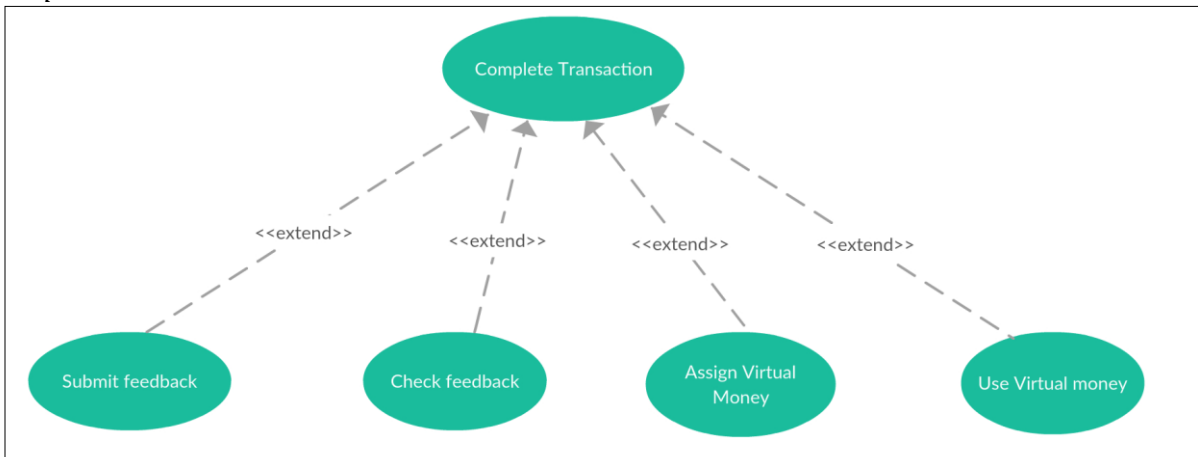 Complete Transaction
<<extend>>
<<extend>>
<<extend>>
<<extend>>
Submit feedback
Check feedback
Assign Virtual
Money
Use Virtual money